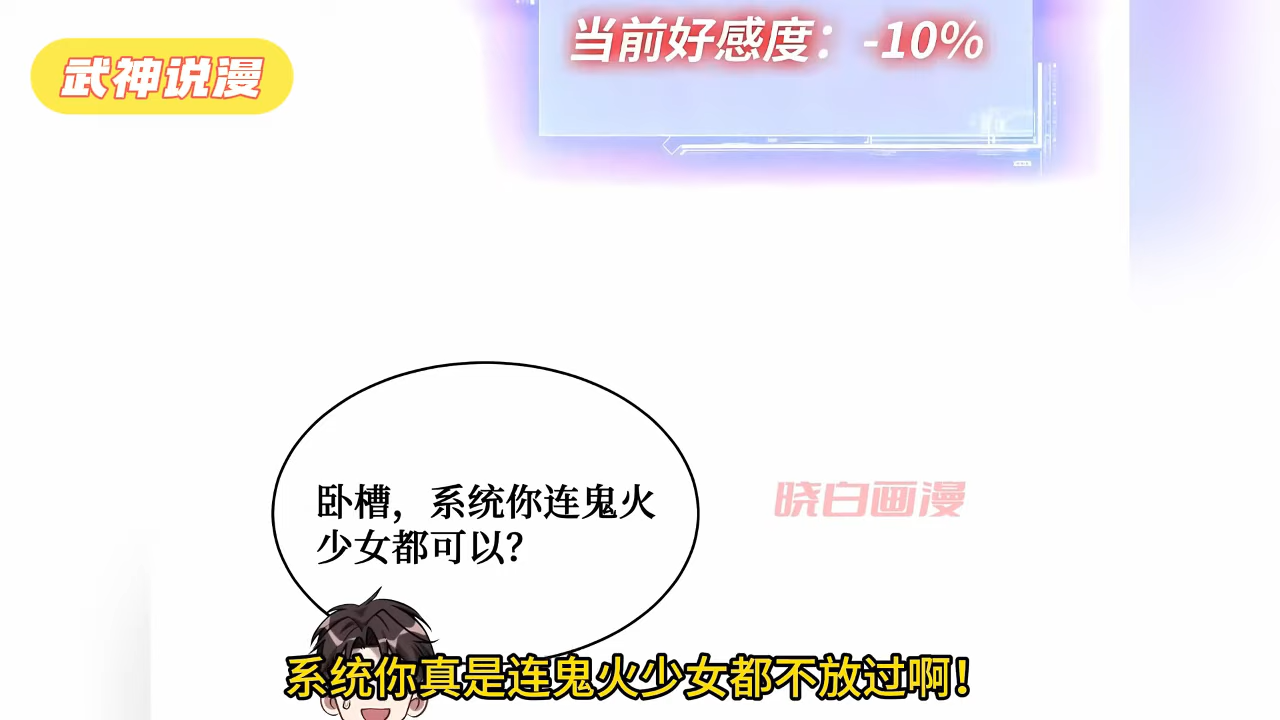 当前好感度：-10%
武神说漫
卧槽，系统你连鬼火
少女都可以？
晓白画漫
系统你真是连鬼火少女都不放过啊！